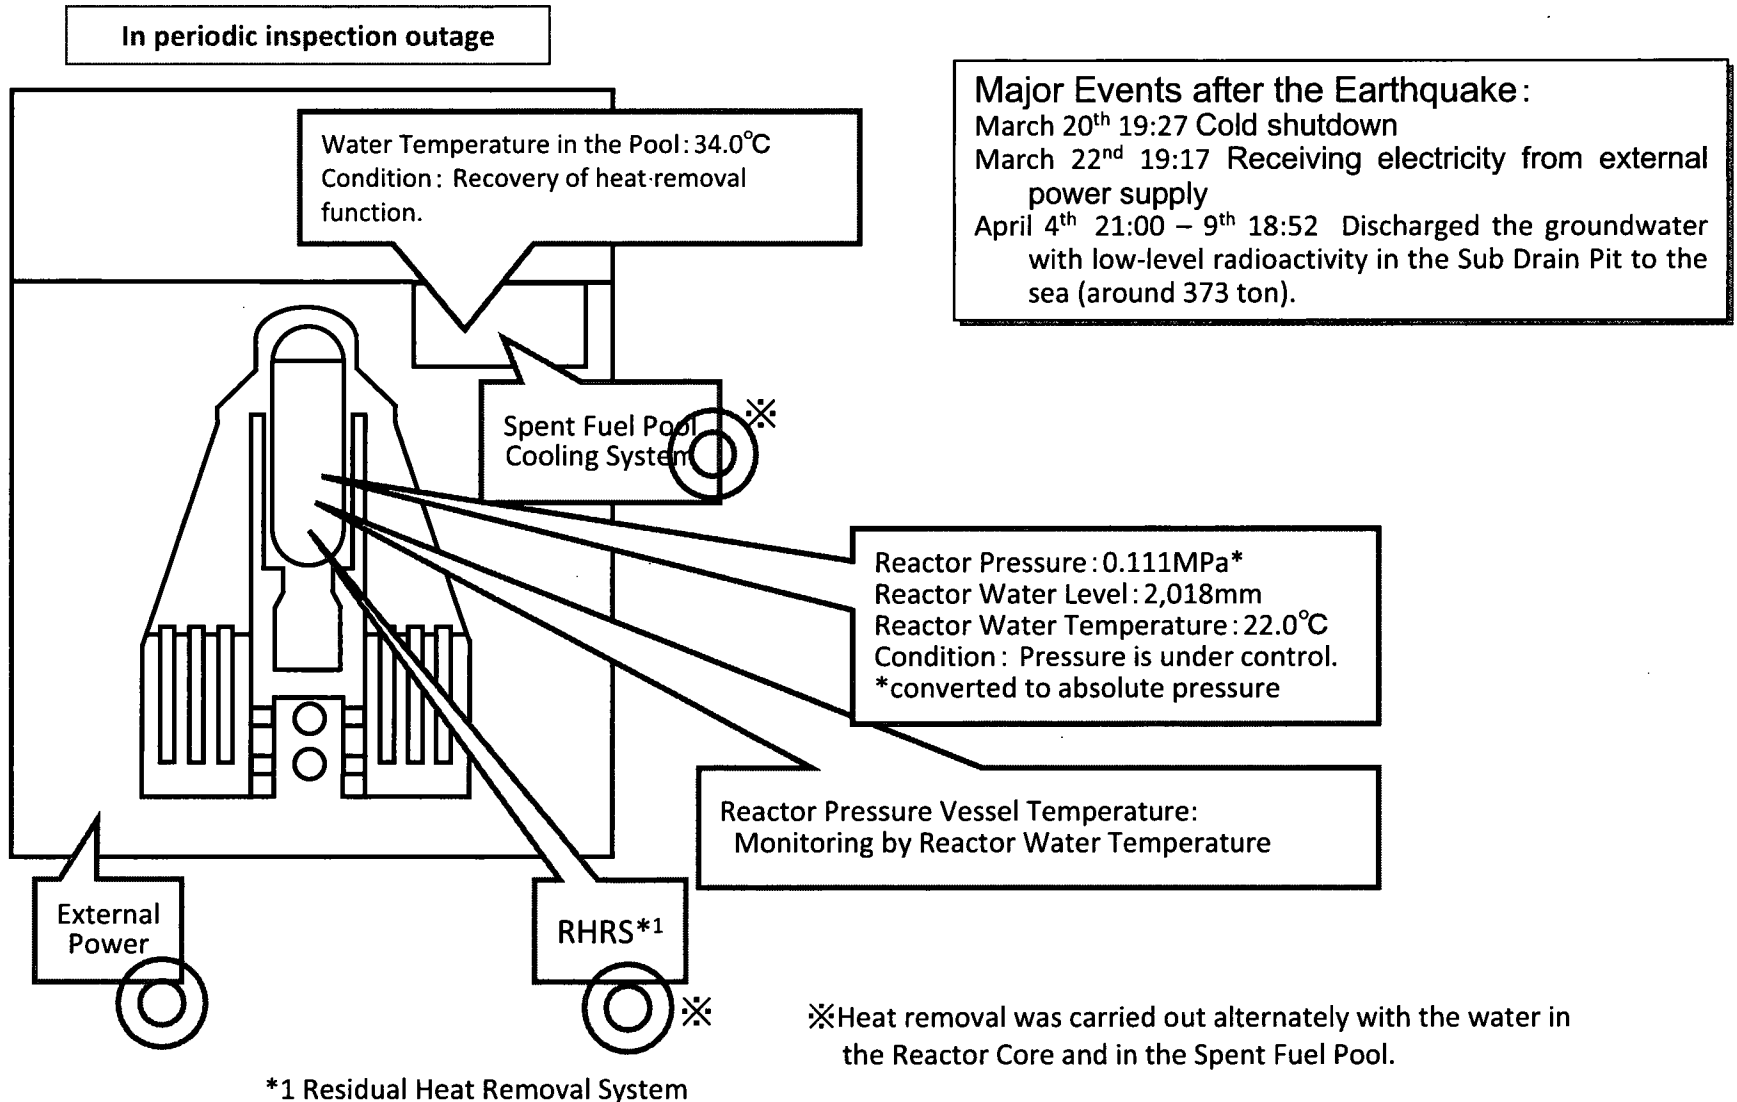 In periodic inspection outage
Major Events after the Earthquake:
March 20th 19:27 Cold shutdown
March 22nd 19:17 Receiving electricity from external
power supply
April 4th 21:00 – 9th 18:52 Discharged the groundwater
with low-level radioactivity in the Sub Drain Pit to the
sea (around 373 ton).
Water Temperature in the Pool: 34.0℃
Condition: Recovery of heat-removal
function.
Spent Fuel Pool
Cooling System
※
Reactor Pressure: 0.111MPa*
Reactor Water Level: 2,018mm
Reactor Water Temperature: 22.0℃
Condition: Pressure is under control.
*converted to absolute pressure
Reactor Pressure Vessel Temperature:
Monitoring by Reactor Water Temperature
External
Power
RHRS*1
※
※Heat removal was carried out alternately with the water in
the Reactor Core and in the Spent Fuel Pool.
*1 Residual Heat Removal System